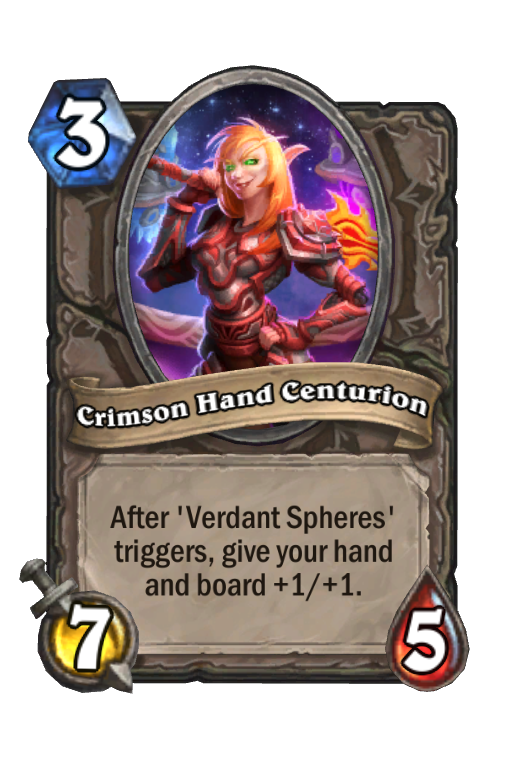 3
Crimson Hand Centurion
After 'Verdant Spheres'
triggers, give your hand
and board +1/+1.
7
5